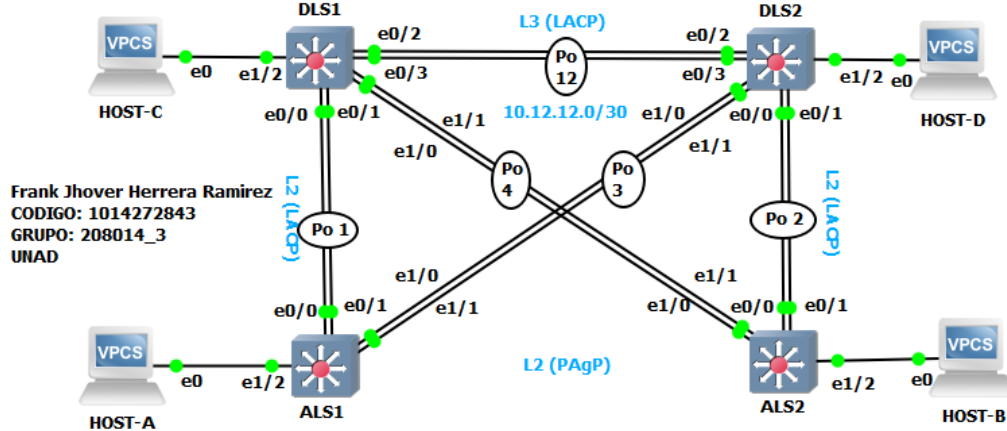 DLS1
L3 (LACP)
DLS2
VPCS
e0
e1/2
HOST-C
e0/2
e0/3
Po
12
e0/2
e0/3
10.12.12.0/30
VPCS
e1/2
e0
HOST-D
e0/0
e0/1
e1/1
e1/0
e1/0
e1/1
e0/0
e0/1
Po
4
Po
3
Frank Jhover Herrera Ramirez
CODIGO: 1014272843
GRUPO: 208014_3
UNAD
L2 (LACP)
Po 1
L2 (LACP)
Po 2
e0/0
e0/1
e1/0
e1/1
e1/1
e1/0
e0/0
e0/1
VPCS
e0
e1/2
HOST-A
ALS1
L2 (PAgP)
ALS2
e1/2
e0
VPCS
HOST-B